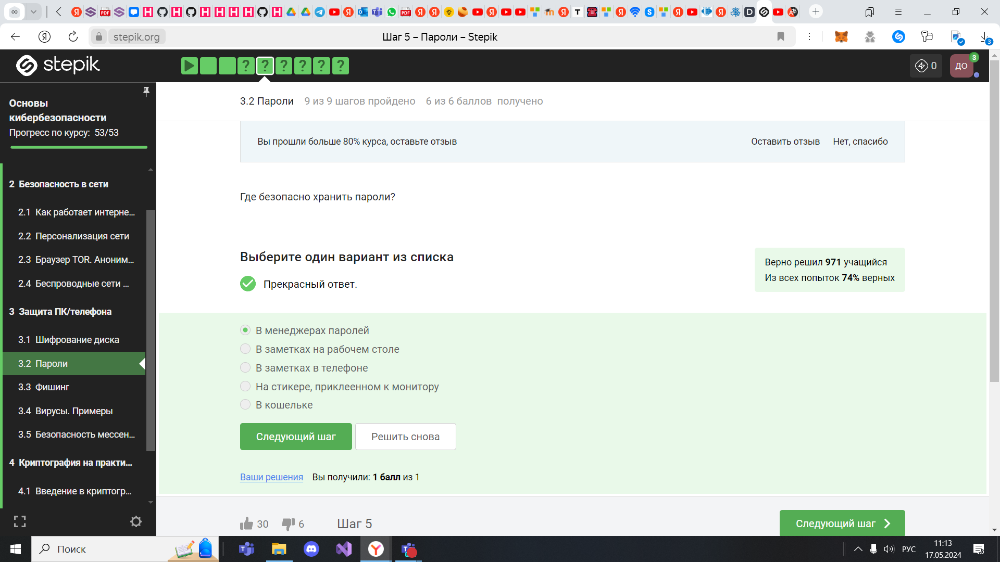 stepik.org
Шаг 5 – Пароли – Stepik
3
stepik
? ? ? ? ? ?
0
ДО
3
Основы
кибербезопасности
Прогресс по курсу: 53/53
2 Безопасность в сети
2.1 Как работает интерне...
2.2 Персонализация сети
2.3 Браузер TOR. Аноним...
2.4 Беспроводные сети ...
3 Защита ПК/телефона
3.1 Шифрование диска
3.2 Пароли
3.3 Фишинг
3.4 Вирусы. Примеры
3.5 Безопасность мессен...
4 Криптография на практи...
4.1 Введение в криптогр...
3.2 Пароли 9 из 9 шагов пройдено 6 из 6 баллов получено
Вы прошли больше 80% курса, оставьте отзыв
Оставить отзыв
Нет, спасибо
Где безопасно хранить пароли?
Выберите один вариант из списка
Прекрасный ответ.
Верно решил 971 учащийся
Из всех попыток 74% верных
В менеджерах паролей
В заметках на рабочем столе
В заметках в телефоне
На стикере, приклеенном к монитору
В кошельке
Следующий шаг
Решить снова
Ваши решения Вы получили: 1 балл из 1
30
6
Шаг 5
Следующий шаг
Поиск
РУС
11:13
17.05.2024